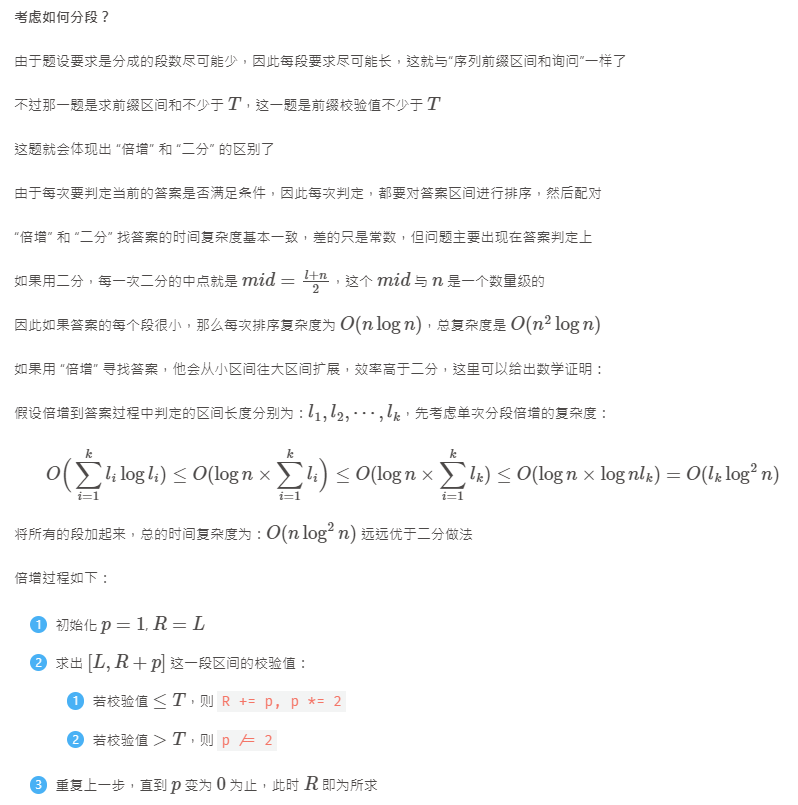 考虑如何分段？
由于题设要求是分成的段数尽可能少，因此每段要求尽可能长，这就与“序列前缀区间和询问”一样了
不过那一题是求前缀区间和不少于 T，这一题是前缀校验值不少于 T
这题就会体现出 “倍增” 和 “二分” 的区别了
由于每次要判定当前的答案是否满足条件，因此每次判定，都要对答案区间进行排序，然后配对
“倍增” 和 “二分” 找答案的时间复杂度基本一致，差的只是常数，但问题主要出现在答案判定上
如果用二分，每一次二分的中点就是 $mid = \frac{l+n}{2}$，这个 mid 与 n 是一个数量级的
因此如果答案的每个段很小，那么每次排序复杂度为 $O(n \log n)$，总复杂度是 $O(n^2 \log n)$
如果用 “倍增” 寻找答案，他会从小区间往大区间扩展，效率高于二分，这里可以给出数学证明：
假设倍增到答案过程中判定的区间长度分别为：$l_1, l_2, \cdots, l_k$，先考虑单次分段倍增的复杂度：
$O\Big(\sum_{i=1}^{k} l_i \log l_i) \le O(\log n \times \sum_{i=1}^{k} l_i\Big) \le O(\log n \times \sum_{i=1}^{k} l_k) \le O(\log n \times \log n l_k) = O(l_k \log^2 n)$
将所有的段加起来，总的时间复杂度为：$O(n \log^2 n)$ 远远优于二分做法
倍增过程如下：
1 初始化 $p = 1, R = L$
2 求出 $[L, R + p]$ 这一段区间的校验值：
1 若校验值 ≤ T，则 R += p, p *= 2
2 若校验值 > T，则 p /= 2
3 重复上一步，直到 p 变为 0 为止，此时 R 即为所求